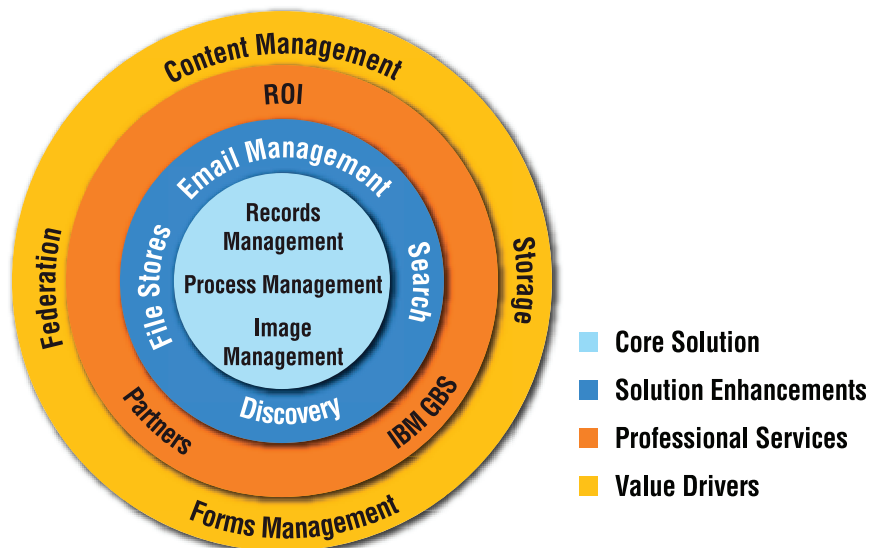 Content Management
ROI
Email Management
Records
Management
Process Management
Image
Management
File Stores
Search
Discovery
Federation
Storage
Partners
IBM GBS
Forms Management
Core Solution
Solution Enhancements
Professional Services
Value Drivers